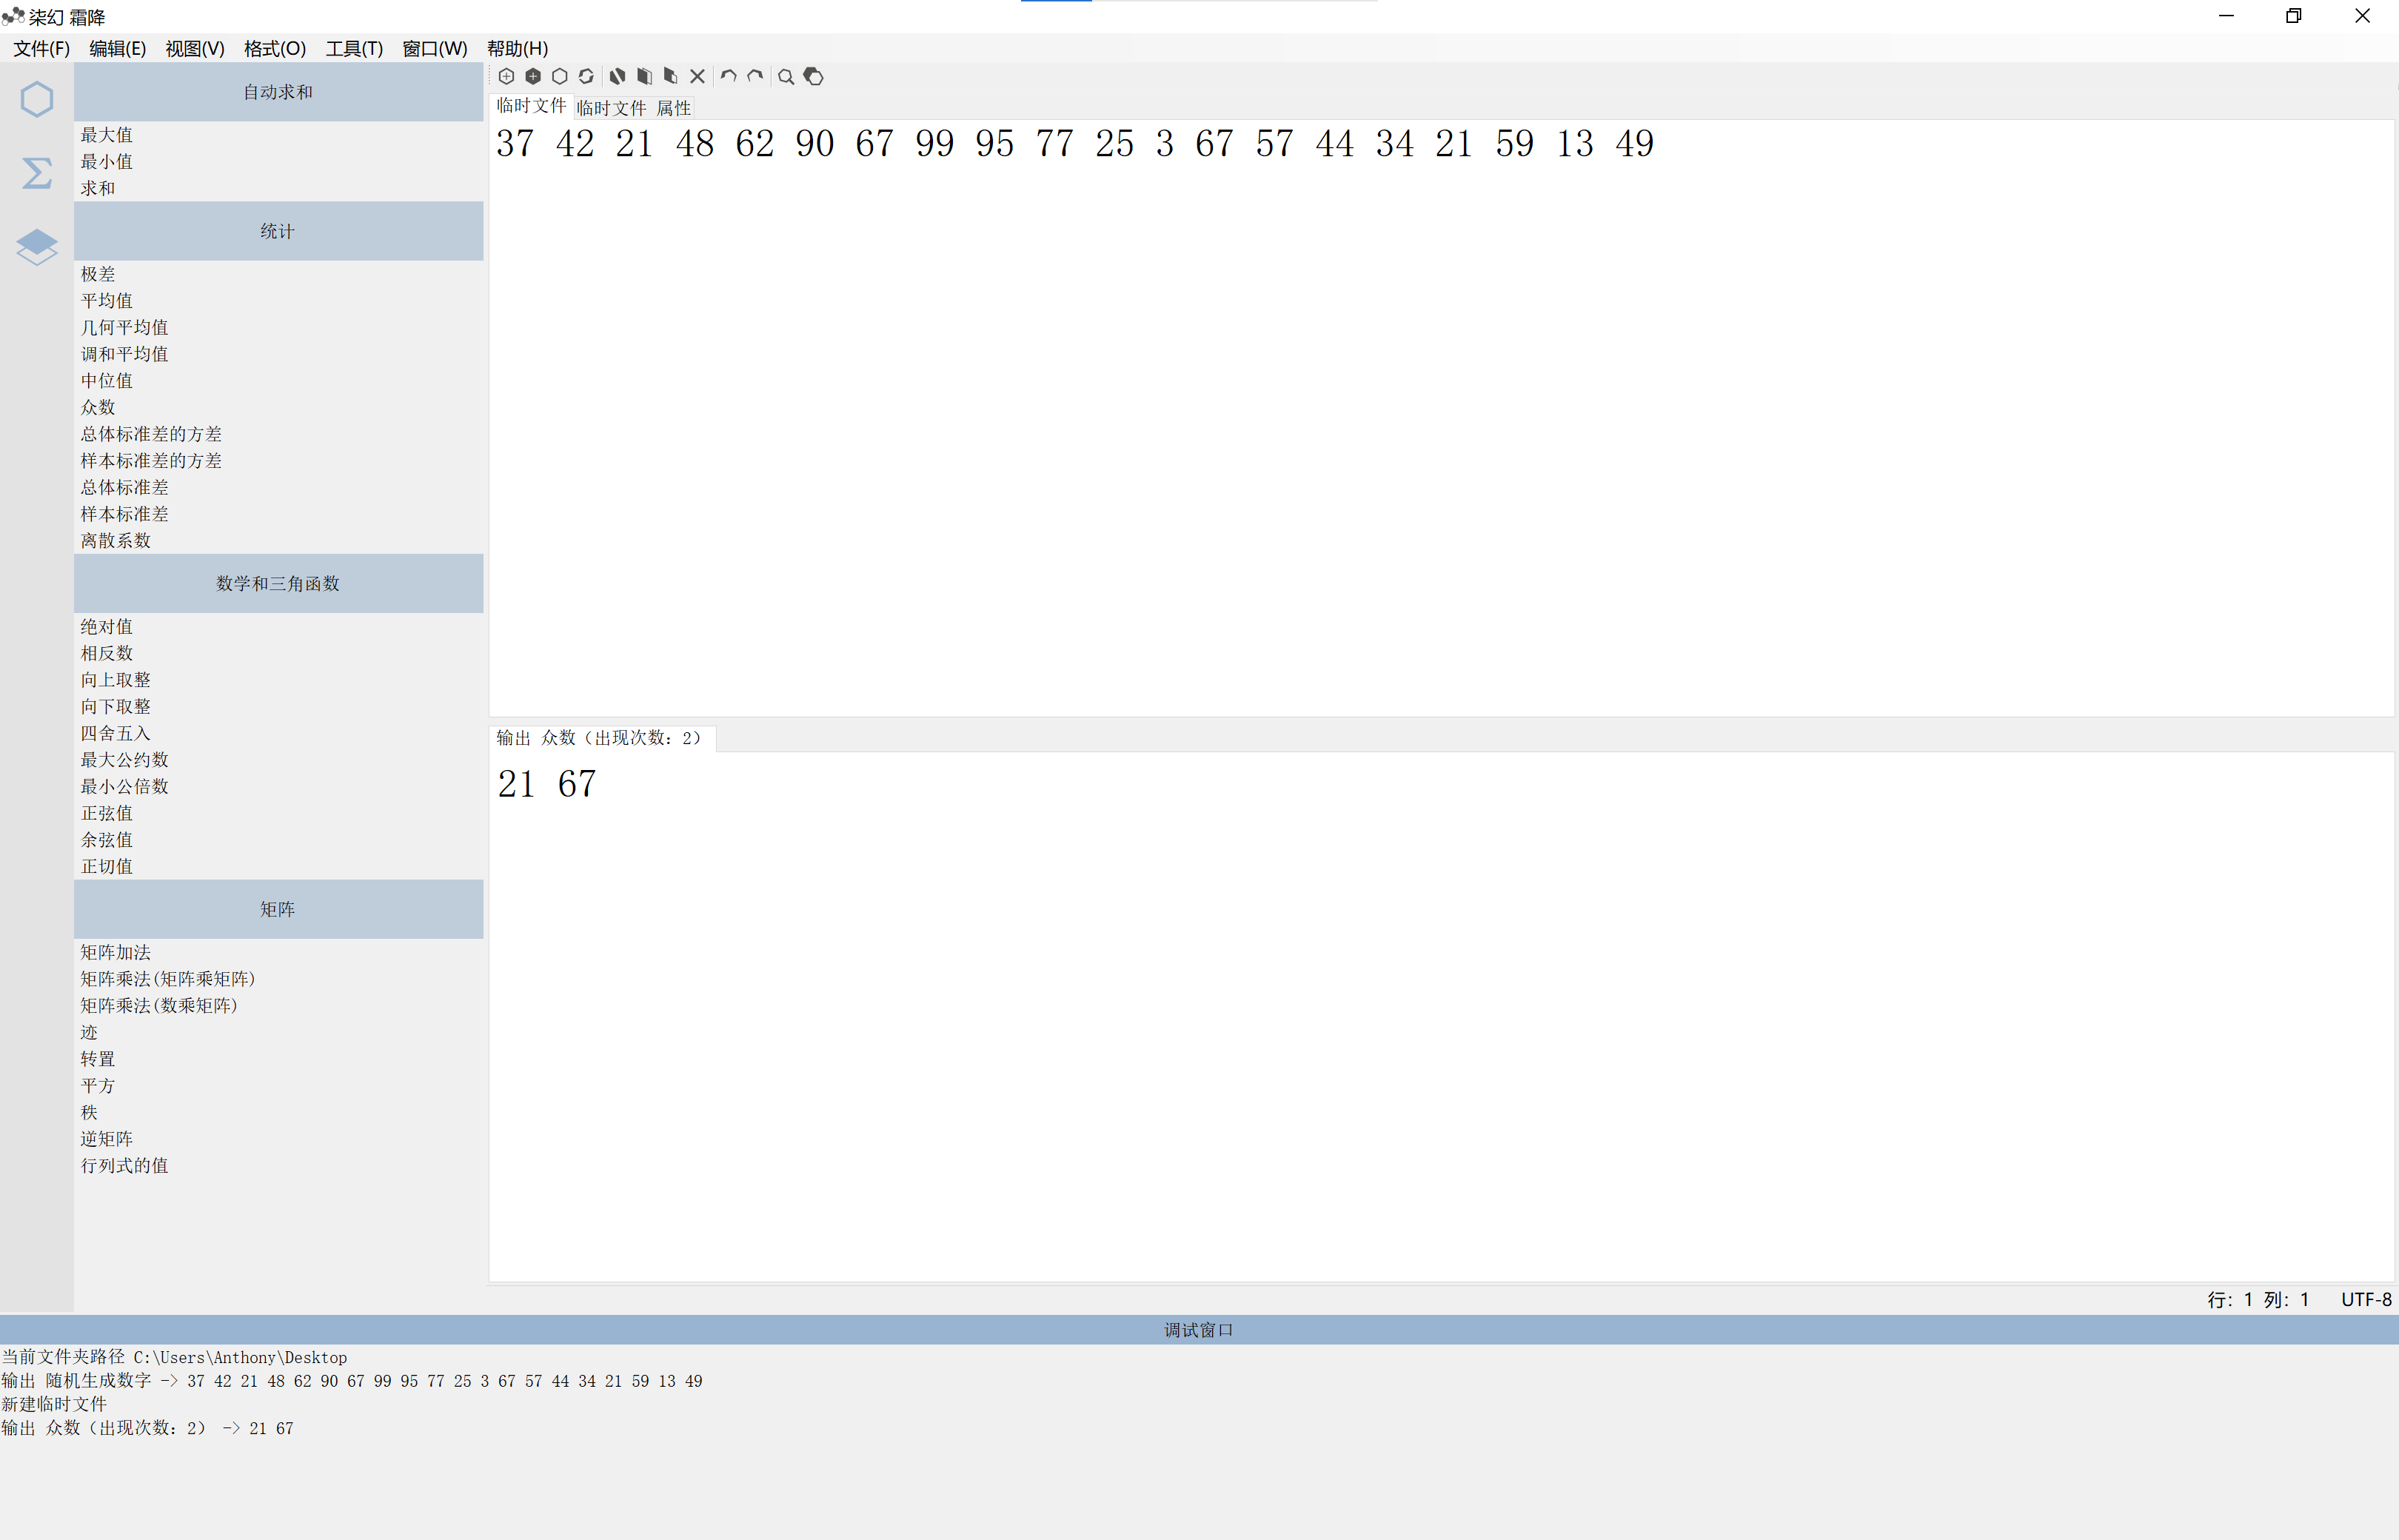 柒幻 霜降
文件(F) 编辑(E) 视图(V) 格式(O) 工具(T) 窗口(W) 帮助(H)
自动求和
最大值
最小值
求和
统计
极差
平均值
几何平均值
调和平均值
中位值
众数
总体标准差的方差
样本标准差的方差
总体标准差
样本标准差
离散系数
数学和三角函数
绝对值
相反数
向上取整
向下取整
四舍五入
最大公约数
最小公倍数
正弦值
余弦值
正切值
矩阵
矩阵加法
矩阵乘法(矩阵乘矩阵)
矩阵乘法(数乘矩阵)
迹
转置
平方
秩
逆矩阵
行列式的值
临时文件 临时文件 属性
37 42 21 48 62 90 67 99 95 77 25 3 67 57 44 34 21 59 13 49
输出 众数（出现次数：2）
21 67
行：1 列：1 UTF-8
调试窗口
当前文件夹路径 C:\Users\Anthony\Desktop
输出 随机生成数字 -> 37 42 21 48 62 90 67 99 95 77 25 3 67 57 44 34 21 59 13 49
新建临时文件
输出 众数（出现次数：2） -> 21 67